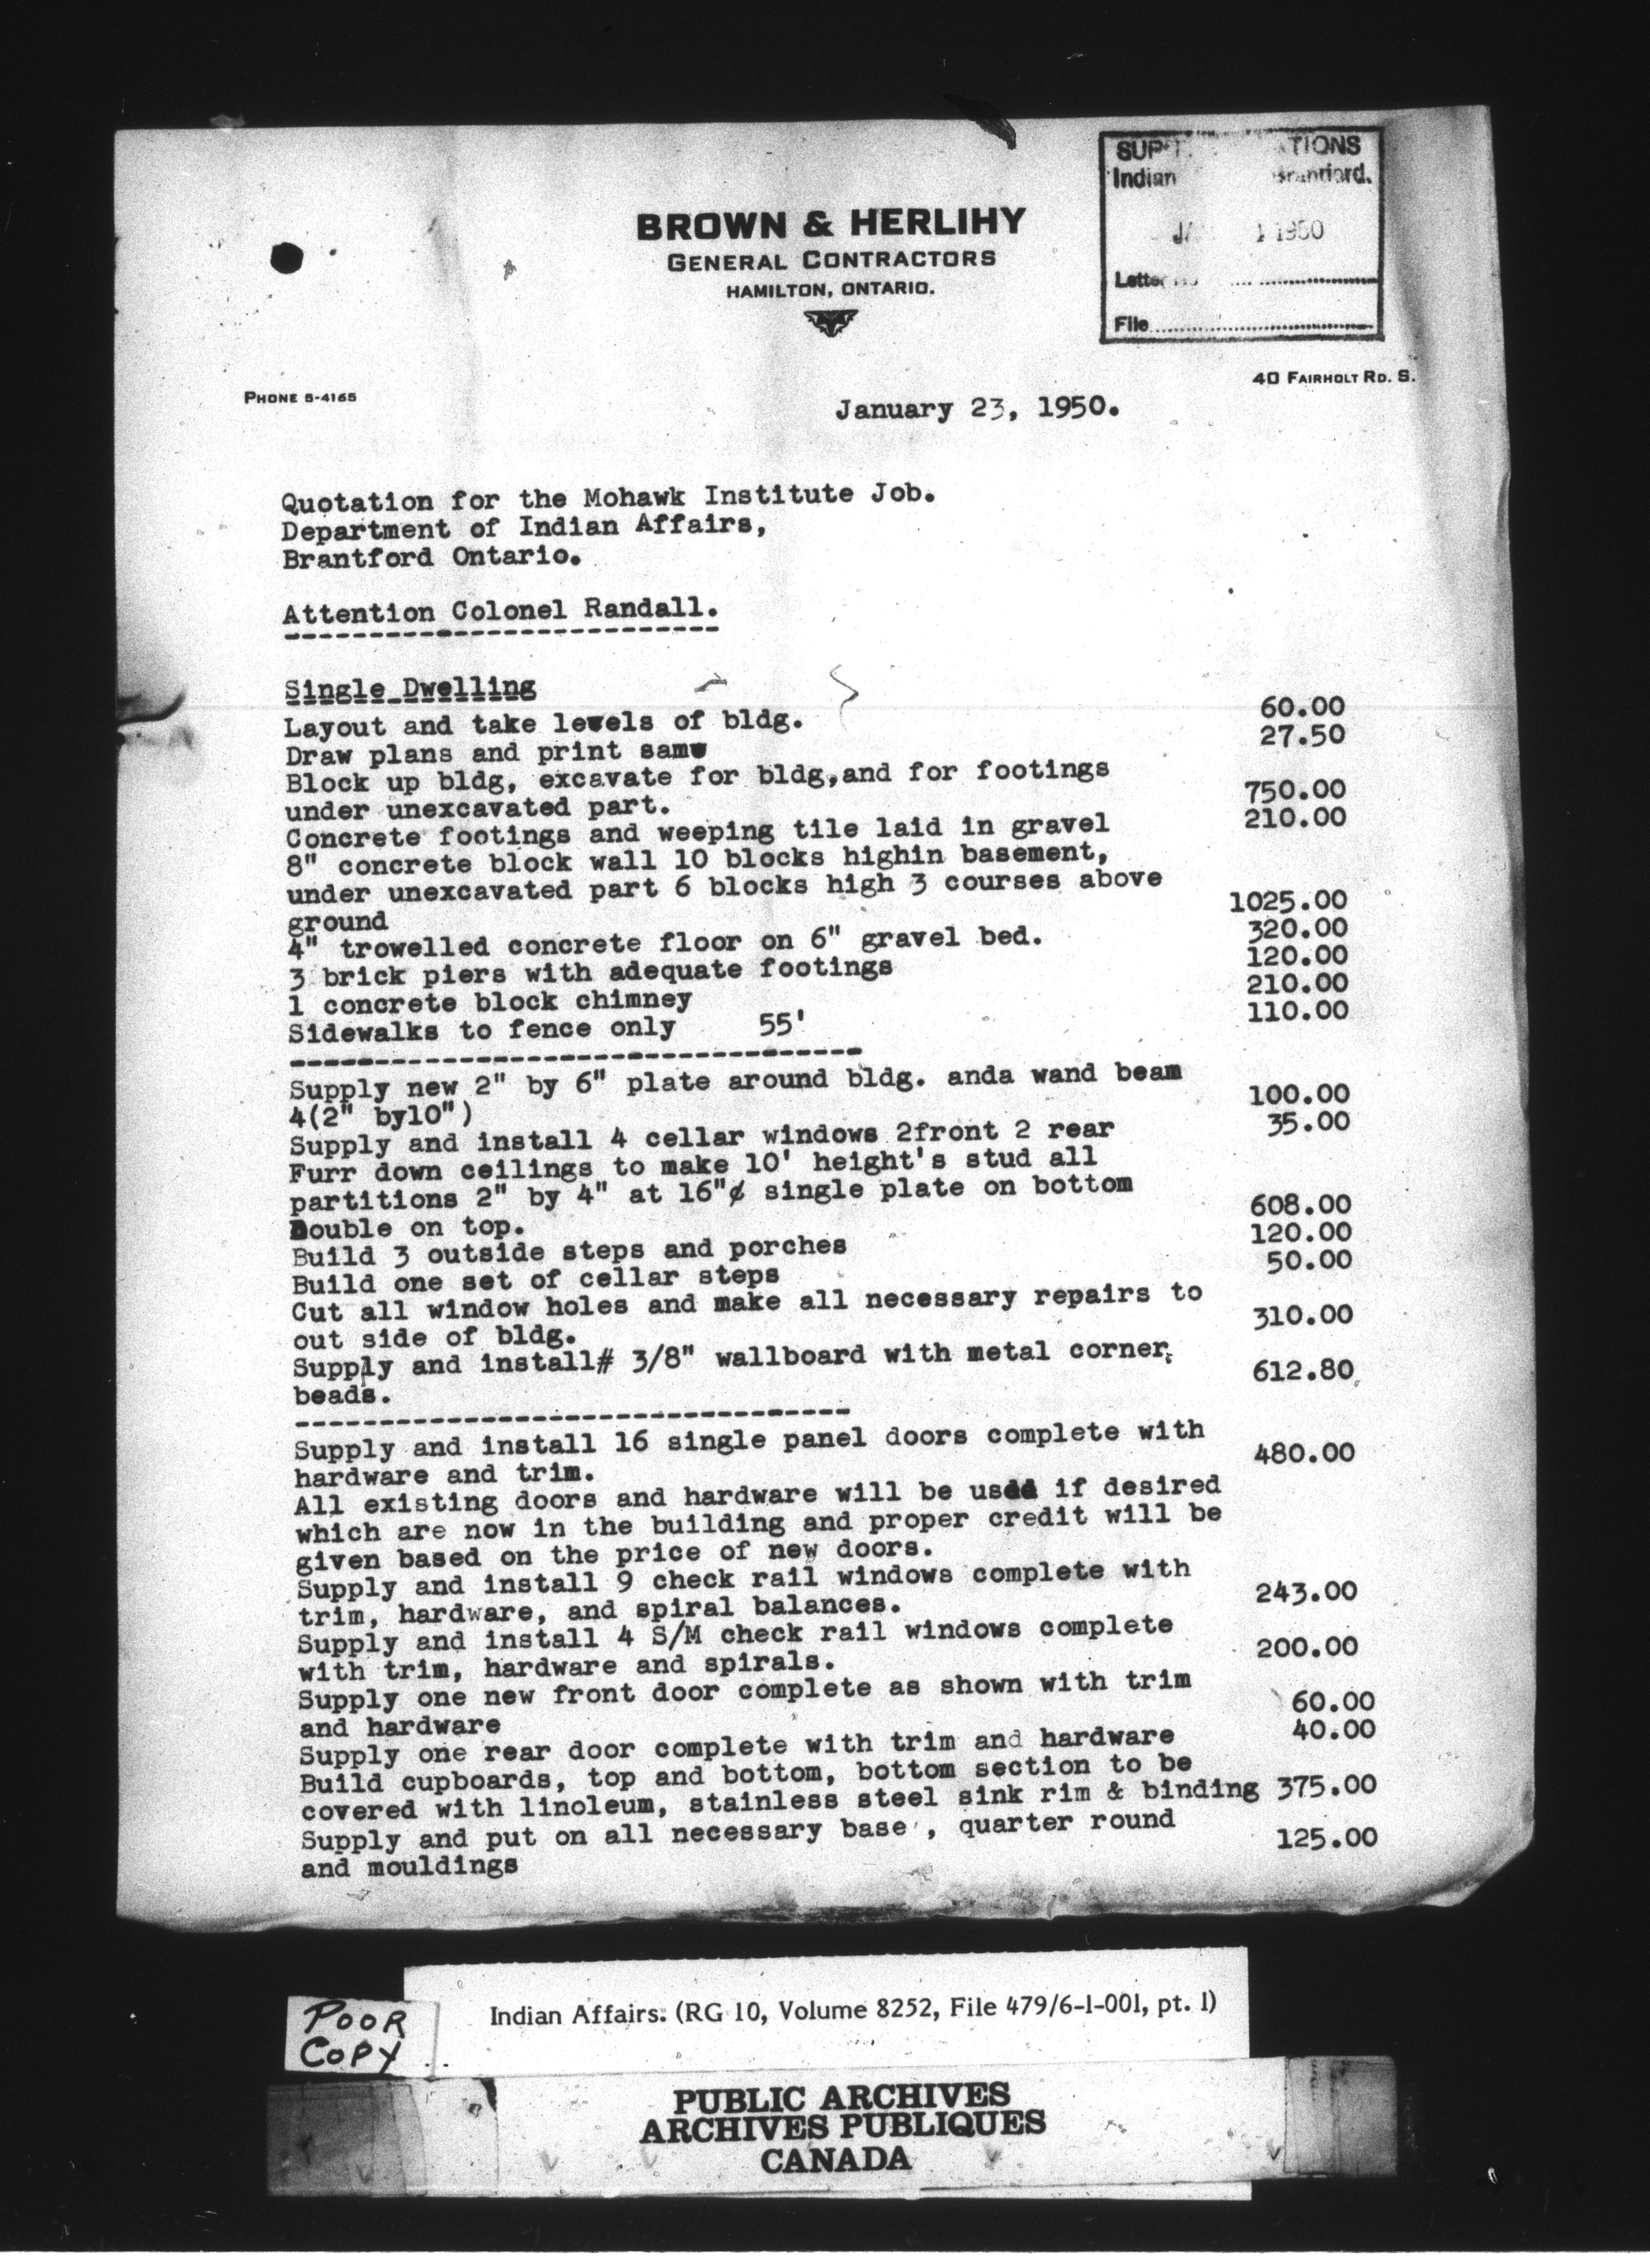 SUP'T. TIONS
Indian Brantford.
1950
Letter No
File
BROWN & HERLIHY
GENERAL CONTRACTORS
HAMILTON, ONTARIO.
PHONE 5-4165
40 FAIRHOLT RD. S.
January 23, 1950.
Quotation for the Mohawk Institute Job.
Department of Indian Affairs,
Brantford Ontario.
Attention Colonel Randall.
Single Dwelling
Layout and take levels of bldg. 60.00
Draw plans and print same 27.50
Block up bldg, excavate for bldg,and for footings
under unexcavated part. 750.00
Concrete footings and weeping tile laid in gravel 210.00
8" concrete block wall 10 blocks highin basement,
under unexcavated part 6 blocks high 3 courses above
ground 1025.00
4" trowelled concrete floor on 6" gravel bed. 320.00
3 brick piers with adequate footings 120.00
1 concrete block chimney 210.00
Sidewalks to fence only 55' 110.00
Supply new 2" by 6" plate around bldg. anda wand beam
4(2" by10") 100.00
Supply and install 4 cellar windows 2front 2 rear 35.00
Furr down ceilings to make 10' height's stud all
partitions 2" by 4" at 16"¢ single plate on bottom
Double on top. 608.00
Build 3 outside steps and porches 120.00
Build one set of cellar steps 50.00
Cut all window holes and make all necessary repairs to
out side of bldg. 310.00
Supply and install# 3/8" wallboard with metal corner
beads. 612.80
Supply and install 16 single panel doors complete with
hardware and trim. 480.00
All existing doors and hardware will be used if desired
which are now in the building and proper credit will be
given based on the price of new doors.
Supply and install 9 check rail windows complete with
trim, hardware, and spiral balances. 243.00
Supply and install 4 S/M check rail windows complete
with trim, hardware and spirals. 200.00
Supply one new front door complete as shown with trim
and hardware 60.00
Supply one rear door complete with trim and hardware 40.00
Build cupboards, top and bottom, bottom section to be
covered with linoleum, stainless steel sink rim & binding 375.00
Supply and put on all necessary base , quarter round
and mouldings 125.00
POOR
COPY
Indian Affairs. (RG 10, Volume 8252, File 479/6-1-001, pt. 1)
PUBLIC ARCHIVES
ARCHIVES PUBLIQUES
CANADA